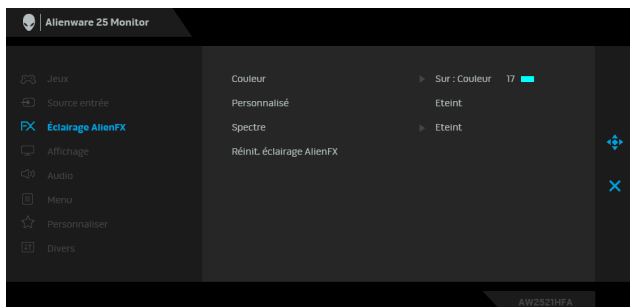 Alienware 25 Monitor
Jeux
Source entrée
FX Éclairage AlienFX
Affichage
Audio
Menu
Personnaliser
Divers
Couleur Sur : Couleur 17
Personnalisé Eteint
Spectre Eteint
Réinit. éclairage AlienFX
AW2521HFA